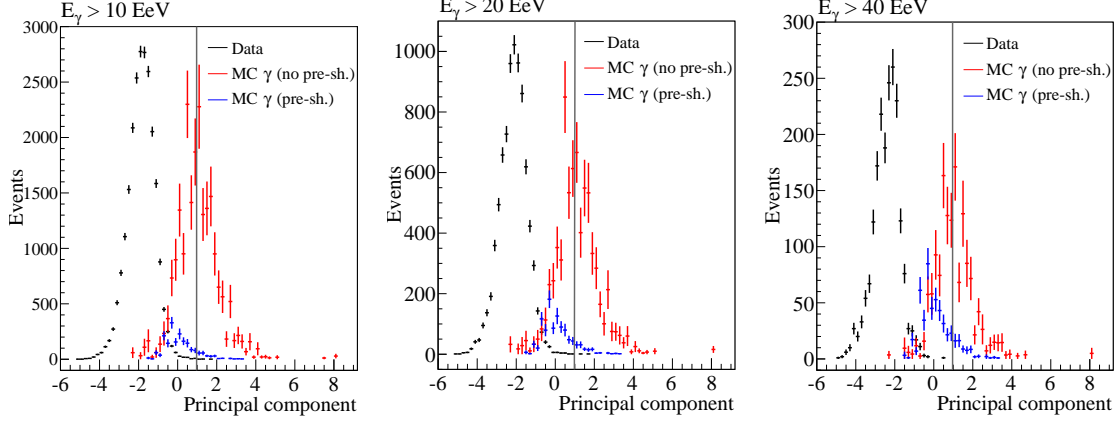 E_γ > 10 EeV
Events
3000
2500
2000
1500
1000
500
0
Data
MC γ (no pre-sh.)
MC γ (pre-sh.)
-6 -4 -2 0 2 4 6 8
Principal component
E_γ > 20 EeV
Events
1000
800
600
400
200
0
Data
MC γ (no pre-sh.)
MC γ (pre-sh.)
-6 -4 -2 0 2 4 6 8
Principal component
E_γ > 40 EeV
Events
300
250
200
150
100
50
0
Data
MC γ (no pre-sh.)
MC γ (pre-sh.)
-6 -4 -2 0 2 4 6 8
Principal component